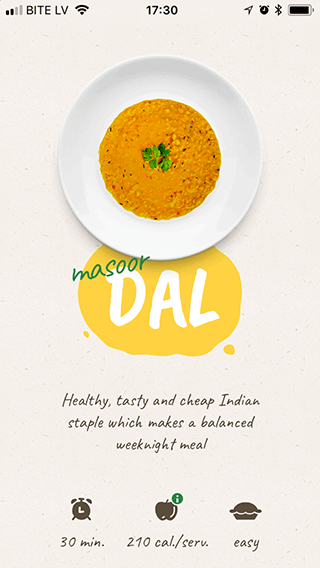 BITE LV 17:30
masoor
DAL
Healthy, tasty and cheap Indian
staple which makes a balanced
weeknight meal
i
30 min. 210 cal./serv. easy